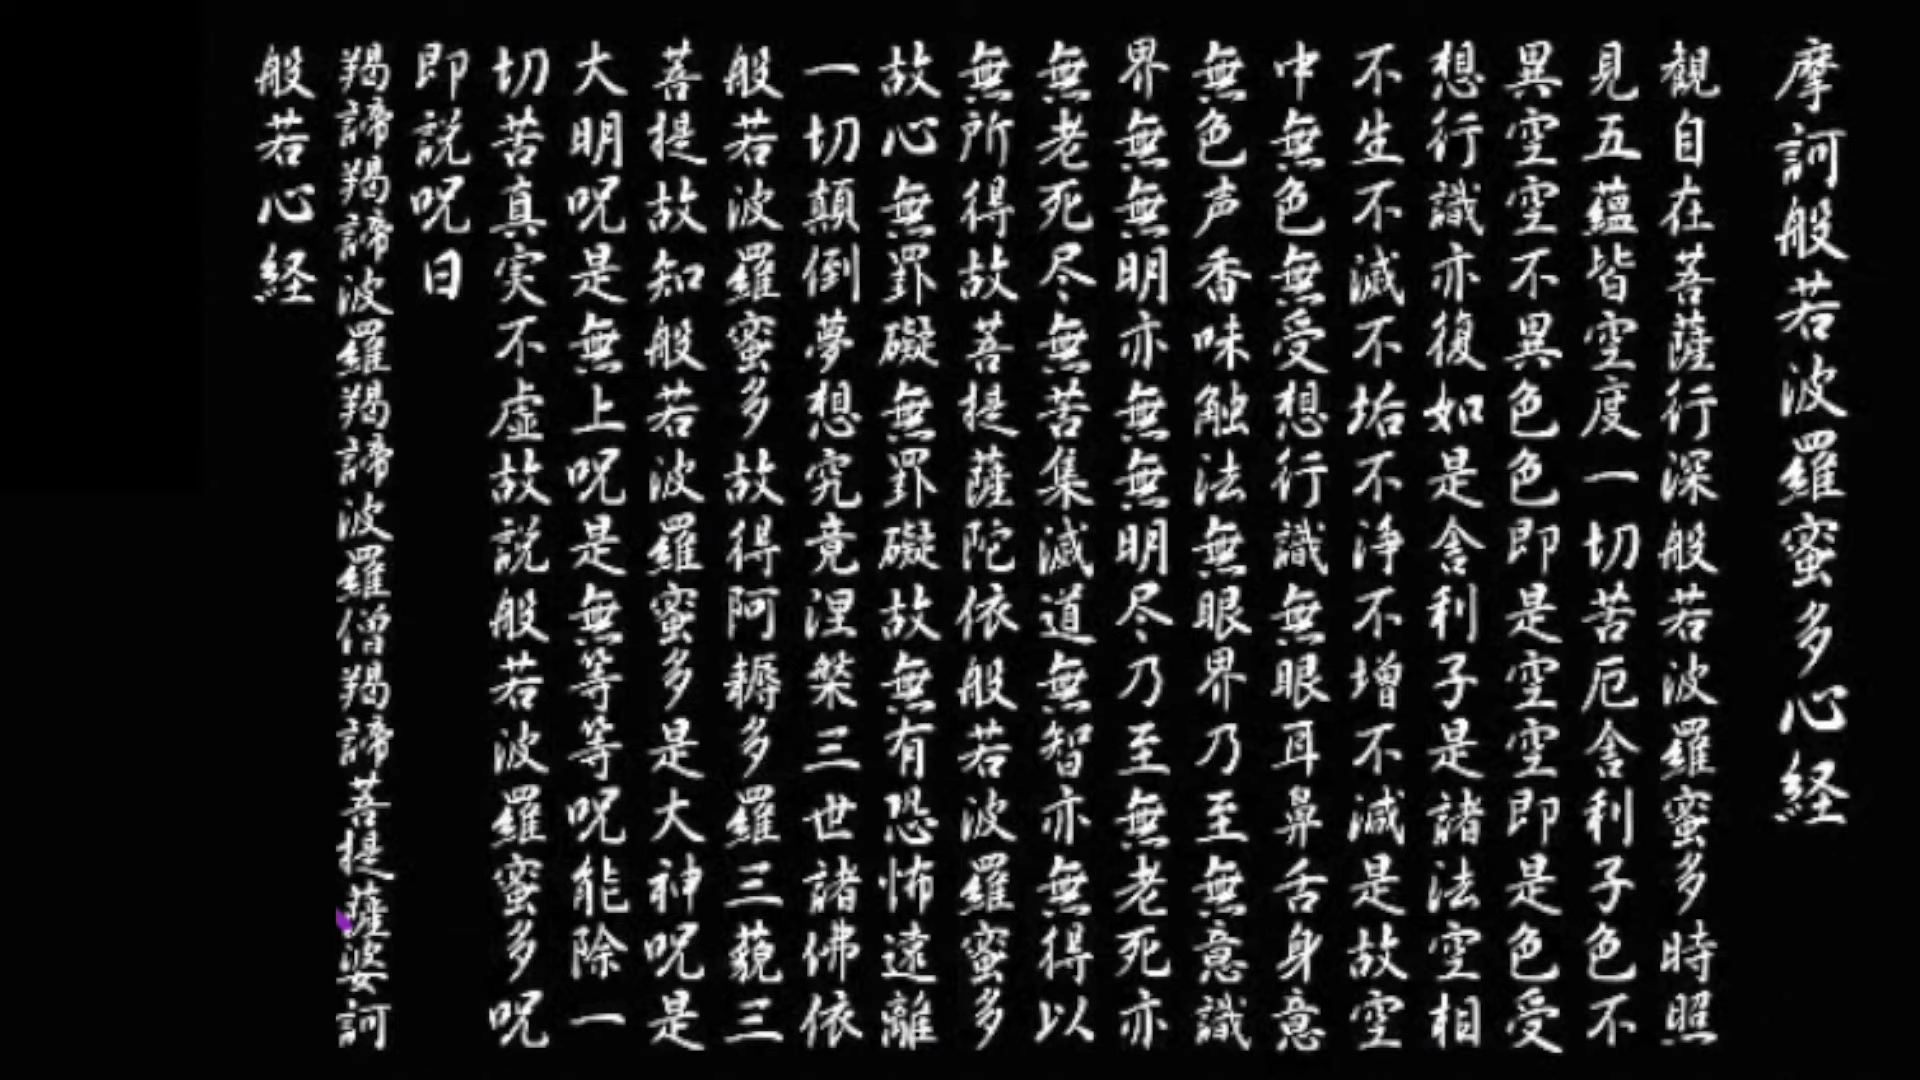 摩訶般若波羅蜜多心経
観自在菩薩行深般若波羅蜜多時照
見五蘊皆空度一切苦厄舎利子色不
異空空不異色色即是空空即是色受
想行識亦復如是舎利子是諸法空相
不生不滅不垢不浄不増不減是故空
中無色無受想行識無眼耳鼻舌身意
無色声香味触法無眼界乃至無意識
界無無明亦無無明尽乃至無老死亦
無老死尽無苦集滅道無智亦無得以
無所得故菩提薩陀依般若波羅蜜多
故心無罫礙無罫礙故無有恐怖遠離
一切顛倒夢想究竟涅槃三世諸佛依
般若波羅蜜多故得阿耨多羅三藐三
菩提故知般若波羅蜜多是大神呪是
大明呪是無上呪是無等等呪能除一
切苦真実不虚故説般若波羅蜜多呪
即説呪曰
羯諦羯諦波羅羯諦波羅僧羯諦菩提薩婆訶
般若心経